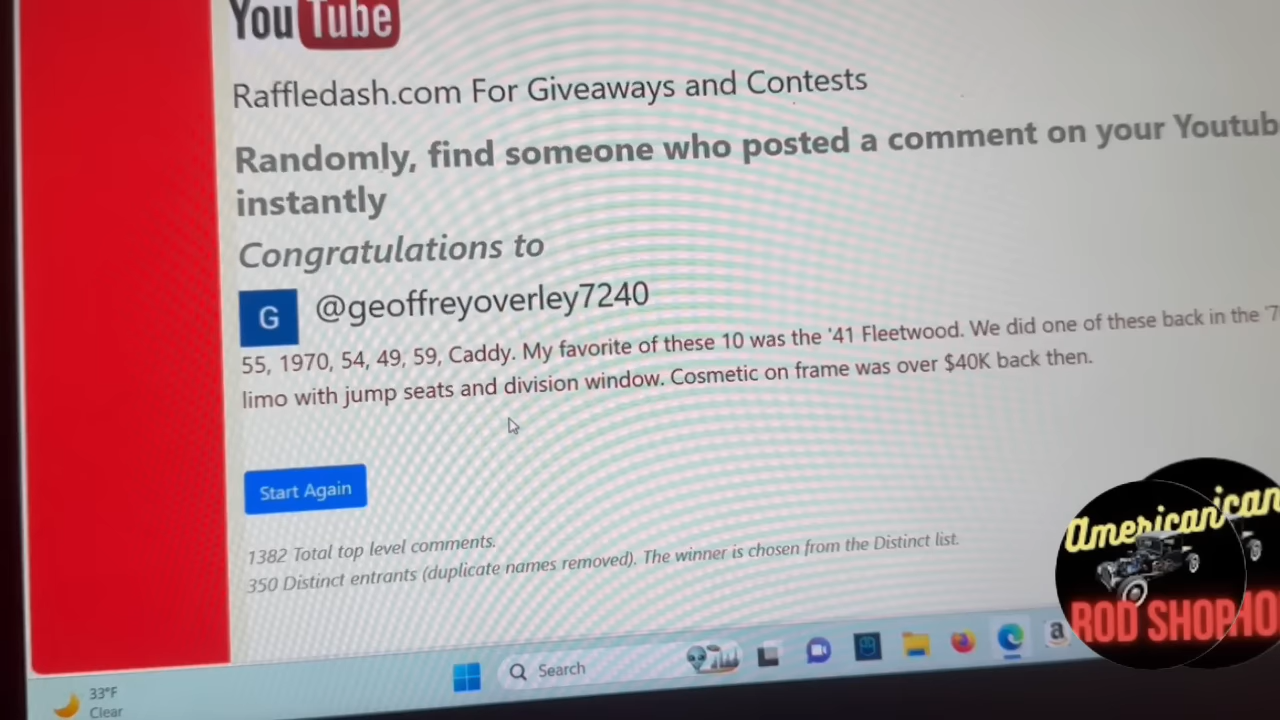 YouTube
Raffledash.com For Giveaways and Contests
Randomly, find someone who posted a comment on your Youtub
instantly
Congratulations to
G @geoffreyoverley7240
55, 1970, 54, 49, 59, Caddy. My favorite of these 10 was the '41 Fleetwood. We did one of these back in the '7
limo with jump seats and division window. Cosmetic on frame was over $40K back then.
Start Again
1382 Total top level comments.
350 Distinct entrants (duplicate names removed). The winner is chosen from the Distinct list.
American
ROD SHOP
33°F
Clear
Search
a